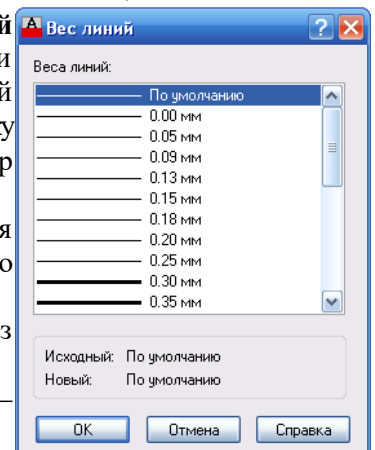 й
и
й
у
р
я
о
з
Вес линий
Веса линий:
По умолчанию
0.00 мм
0.05 мм
0.09 мм
0.13 мм
0.15 мм
0.18 мм
0.20 мм
0.25 мм
0.30 мм
0.35 мм
Исходный: По умолчанию
Новый: По умолчанию
OK Отмена Справка